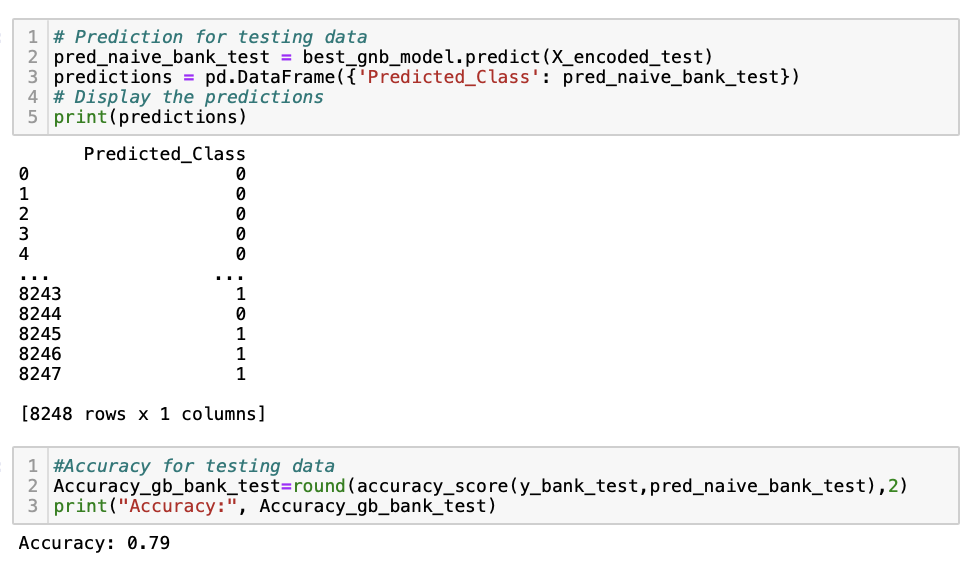 1 # Prediction for testing data
2 pred_naive_bank_test = best_gnb_model.predict(X_encoded_test)
3 predictions = pd.DataFrame({'Predicted_Class': pred_naive_bank_test})
4 # Display the predictions
5 print(predictions)
Predicted_Class
0 0
1 0
2 0
3 0
4 0
... ...
8243 1
8244 0
8245 1
8246 1
8247 1
[8248 rows x 1 columns]
1 #Accuracy for testing data
2 Accuracy_gb_bank_test=round(accuracy_score(y_bank_test,pred_naive_bank_test),2)
3 print("Accuracy:", Accuracy_gb_bank_test)
Accuracy: 0.79